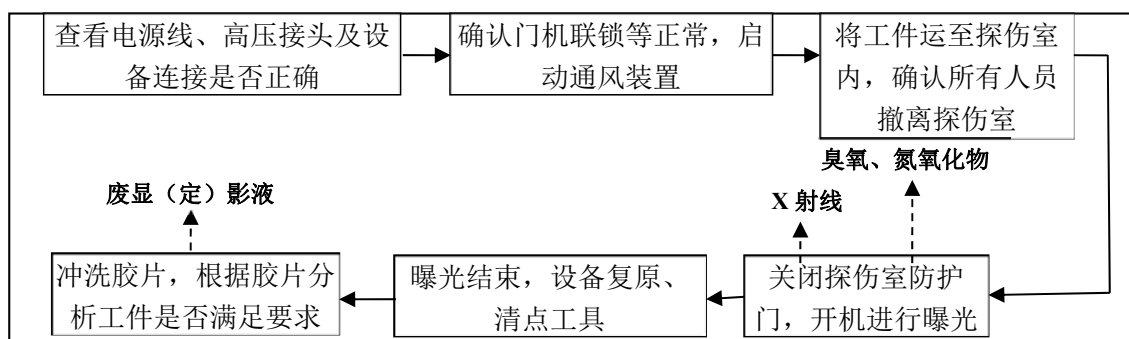 查看电源线、高压接头及设
备连接是否正确
确认门机联锁等正常，启
动通风装置
将工件运至探伤室
内，确认所有人员
撤离探伤室
臭氧、氮氧化物
废显（定）影液
X 射线
冲洗胶片，根据胶片分
析工件是否满足要求
曝光结束，设备复原、
清点工具
关闭探伤室防护
门，开机进行曝光